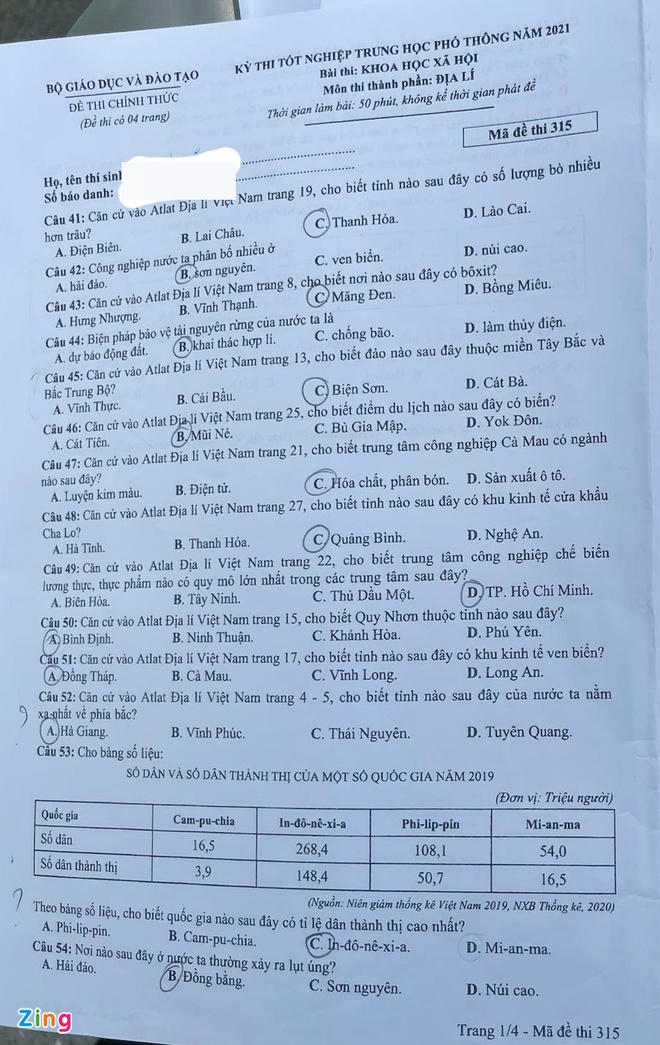 BỘ GIÁO DỤC VÀ ĐÀO TẠO
ĐỀ THI CHÍNH THỨC
(Đề thi có 04 trang)
KỲ THI TỐT NGHIỆP TRUNG HỌC PHỔ THÔNG NĂM 2021
Bài thi: KHOA HỌC XÃ HỘI
Môn thi thành phần: ĐỊA LÍ
Thời gian làm bài: 50 phút, không kể thời gian phát đề
Mã đề thi 315
Họ, tên thí sinh
Số báo danh:
Câu 41: Căn cứ vào Atlat Địa lí Việt Nam trang 19, cho biết tỉnh nào sau đây có số lượng bò nhiều
hơn trâu?
A. Điện Biên. B. Lai Châu. C. Thanh Hóa. D. Lào Cai.
Câu 42: Công nghiệp nước ta phân bố nhiều ở
A. hải đảo. B. sơn nguyên. C. ven biển. D. núi cao.
Câu 43: Căn cứ vào Atlat Địa lí Việt Nam trang 8, cho biết nơi nào sau đây có bôxit?
A. Hưng Nhượng. B. Vĩnh Thạnh. C. Măng Đen. D. Bồng Miêu.
Câu 44: Biện pháp bảo vệ tài nguyên rừng của nước ta là
A. dự báo động đất. B. khai thác hợp lí. C. chống bão. D. làm thủy điện.
Câu 45: Căn cứ vào Atlat Địa lí Việt Nam trang 13, cho biết đảo nào sau đây thuộc miền Tây Bắc và
Bắc Trung Bộ?
A. Vĩnh Thực. B. Cái Bầu. C. Biện Sơn. D. Cát Bà.
Câu 46: Căn cứ vào Atlat Địa lí Việt Nam trang 25, cho biết điểm du lịch nào sau đây có biển?
A. Cát Tiên. B. Mũi Né. C. Bù Gia Mập. D. Yok Đôn.
Câu 47: Căn cứ vào Atlat Địa lí Việt Nam trang 21, cho biết trung tâm công nghiệp Cà Mau có ngành
nào sau đây?
A. Luyện kim màu. B. Điện tử. C. Hóa chất, phân bón. D. Sản xuất ô tô.
Câu 48: Căn cứ vào Atlat Địa lí Việt Nam trang 27, cho biết tỉnh nào sau đây có khu kinh tế cửa khẩu
Cha Lo?
A. Hà Tĩnh. B. Thanh Hóa. C. Quảng Bình. D. Nghệ An.
Câu 49: Căn cứ vào Atlat Địa lí Việt Nam trang 22, cho biết trung tâm công nghiệp chế biến
lương thực, thực phẩm nào có quy mô lớn nhất trong các trung tâm sau đây?
A. Biên Hòa. B. Tây Ninh. C. Thủ Dầu Một. D. TP. Hồ Chí Minh.
Câu 50: Căn cứ vào Atlat Địa lí Việt Nam trang 15, cho biết Quy Nhơn thuộc tỉnh nào sau đây?
A. Bình Định. B. Ninh Thuận. C. Khánh Hòa. D. Phú Yên.
Câu 51: Căn cứ vào Atlat Địa lí Việt Nam trang 17, cho biết tỉnh nào sau đây có khu kinh tế ven biển?
A. Đồng Tháp. B. Cà Mau. C. Vĩnh Long. D. Long An.
Câu 52: Căn cứ vào Atlat Địa lí Việt Nam trang 4 - 5, cho biết tỉnh nào sau đây của nước ta nằm
xa nhất về phía bắc?
A. Hà Giang. B. Vĩnh Phúc. C. Thái Nguyên. D. Tuyên Quang.
Câu 53: Cho bảng số liệu:
SỐ DÂN VÀ SỐ DÂN THÀNH THỊ CỦA MỘT SỐ QUỐC GIA NĂM 2019
(Đơn vị: Triệu người)
Quốc gia Cam-pu-chia In-đô-nê-xi-a Phi-lip-pin Mi-an-ma
Số dân 16,5 268,4 108,1 54,0
Số dân thành thị 3,9 148,4 50,7 16,5
(Nguồn: Niên giám thống kê Việt Nam 2019, NXB Thống kê, 2020)
Theo bảng số liệu, cho biết quốc gia nào sau đây có tỉ lệ dân thành thị cao nhất?
A. Phi-lip-pin. B. Cam-pu-chia. C. In-đô-nê-xi-a. D. Mi-an-ma.
Câu 54: Nơi nào sau đây ở nước ta thường xảy ra lụt úng?
A. Hải đảo. B. Đồng bằng. C. Sơn nguyên. D. Núi cao.
Zing
Trang 1/4 - Mã đề thi 315